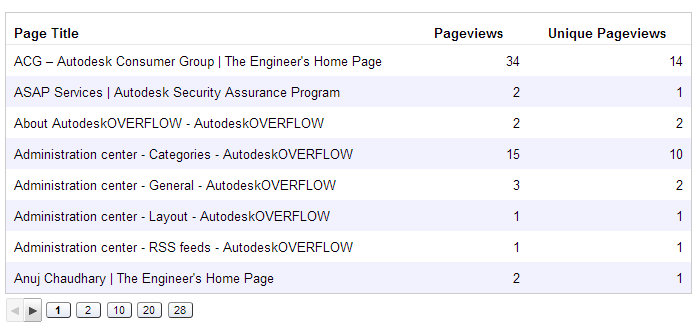 Page Title Pageviews Unique Pageviews
ACG – Autodesk Consumer Group | The Engineer's Home Page 34 14
ASAP Services | Autodesk Security Assurance Program 2 1
About AutodeskOVERFLOW - AutodeskOVERFLOW 2 2
Administration center - Categories - AutodeskOVERFLOW 15 10
Administration center - General - AutodeskOVERFLOW 3 2
Administration center - Layout - AutodeskOVERFLOW 1 1
Administration center - RSS feeds - AutodeskOVERFLOW 1 1
Anuj Chaudhary | The Engineer's Home Page 2 1
1 2 10 20 28